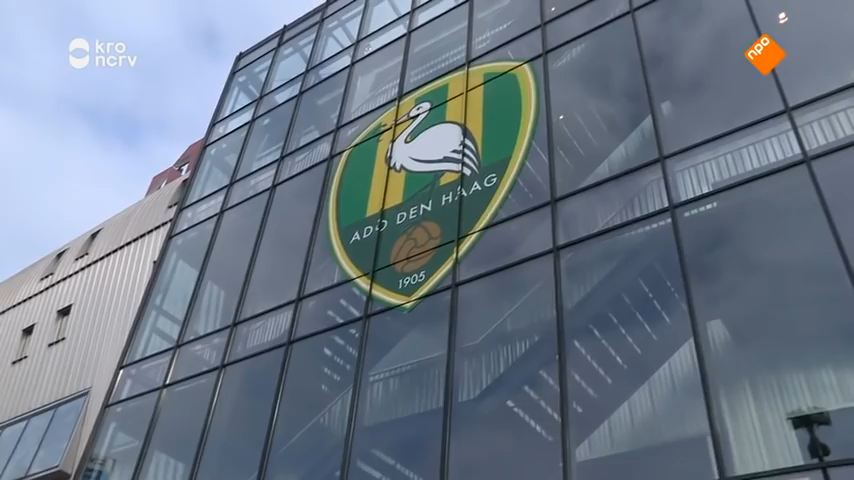 kro
ncrv
npo
ADO DEN HAAG
1905